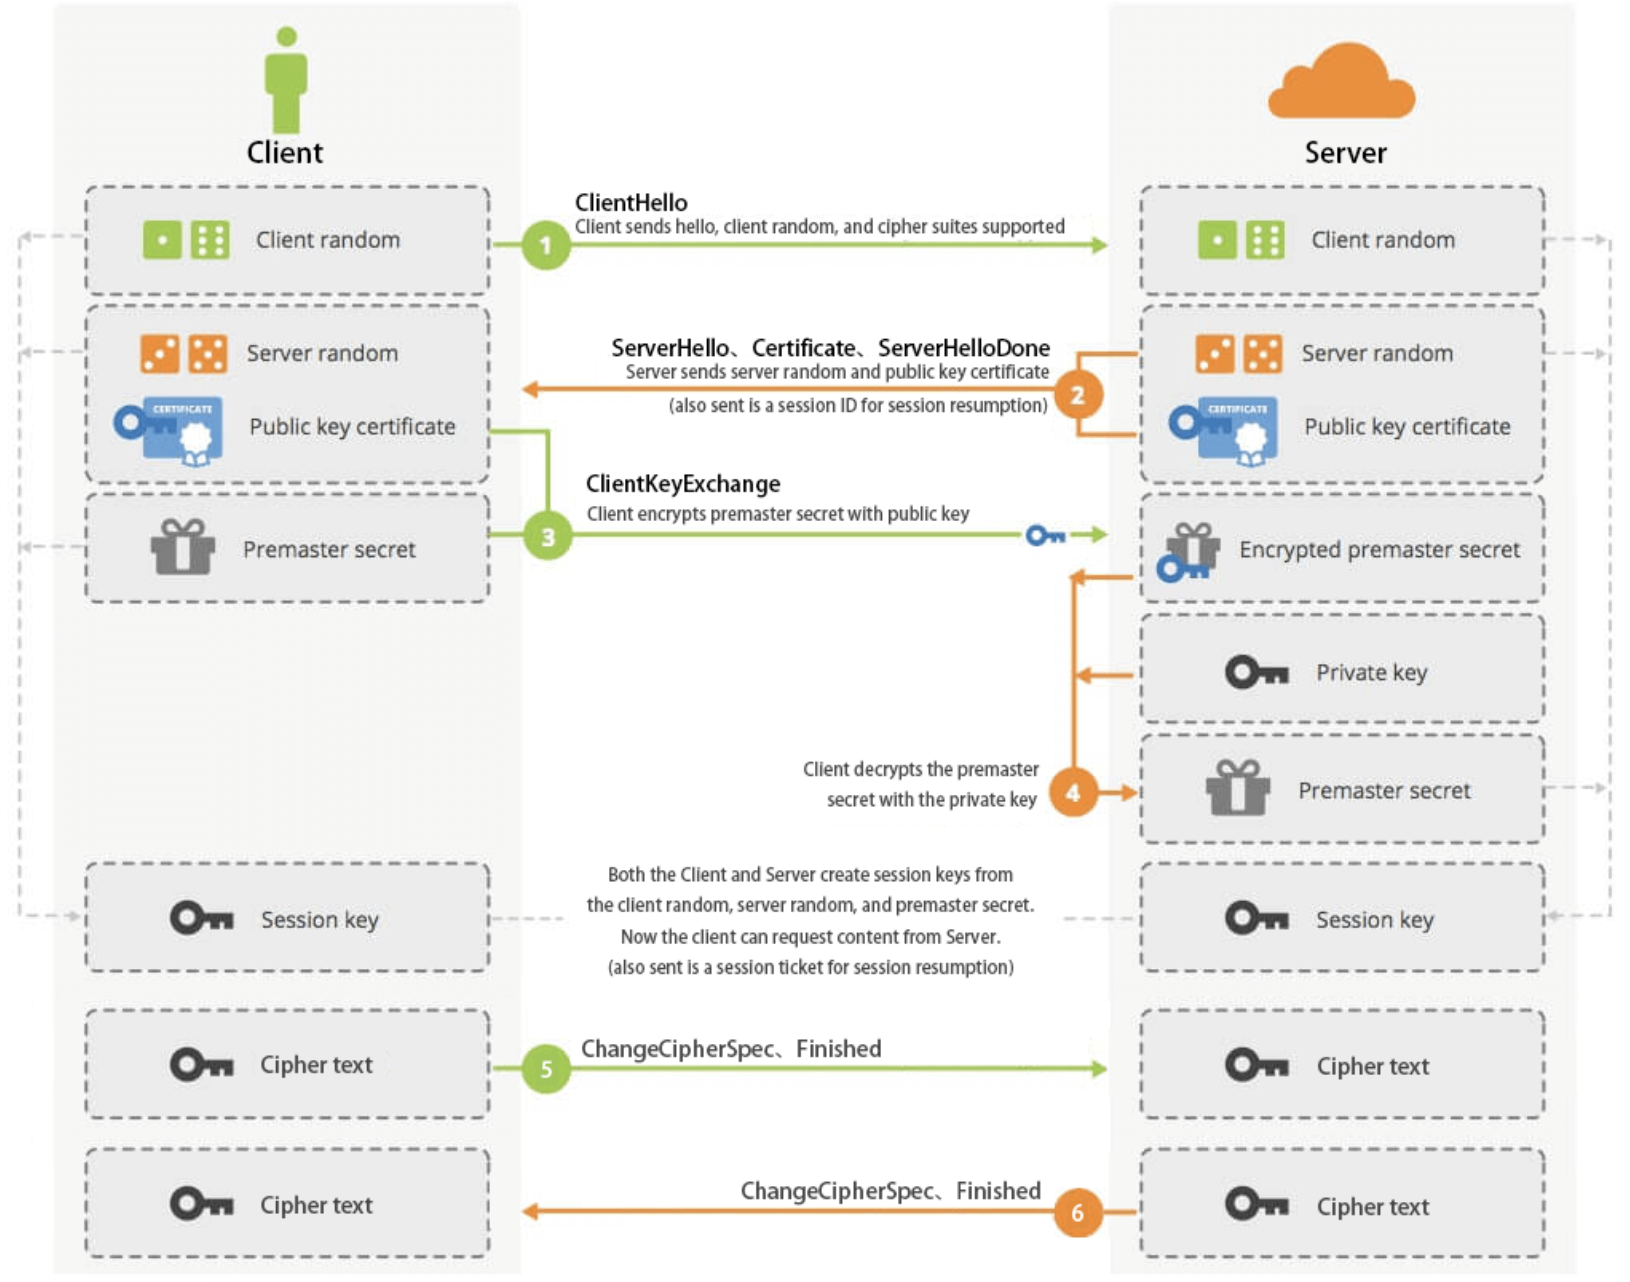 Client
Server
Client random
1
ClientHello
Client sends hello, client random, and cipher suites supported
Client random
Server random
CERTIFICATE
Public key certificate
ServerHello、Certificate、ServerHelloDone
Server sends server random and public key certificate
(also sent is a session ID for session resumption)
2
Server random
CERTIFICATE
Public key certificate
Premaster secret
3
ClientKeyExchange
Client encrypts premaster secret with public key
Encrypted premaster secret
Private key
Client decrypts the premaster
secret with the private key
4
Premaster secret
Session key
Both the Client and Server create session keys from
the client random, server random, and premaster secret.
Now the client can request content from Server.
(also sent is a session ticket for session resumption)
Session key
Cipher text
5
ChangeCipherSpec、Finished
Cipher text
Cipher text
ChangeCipherSpec、Finished
6
Cipher text